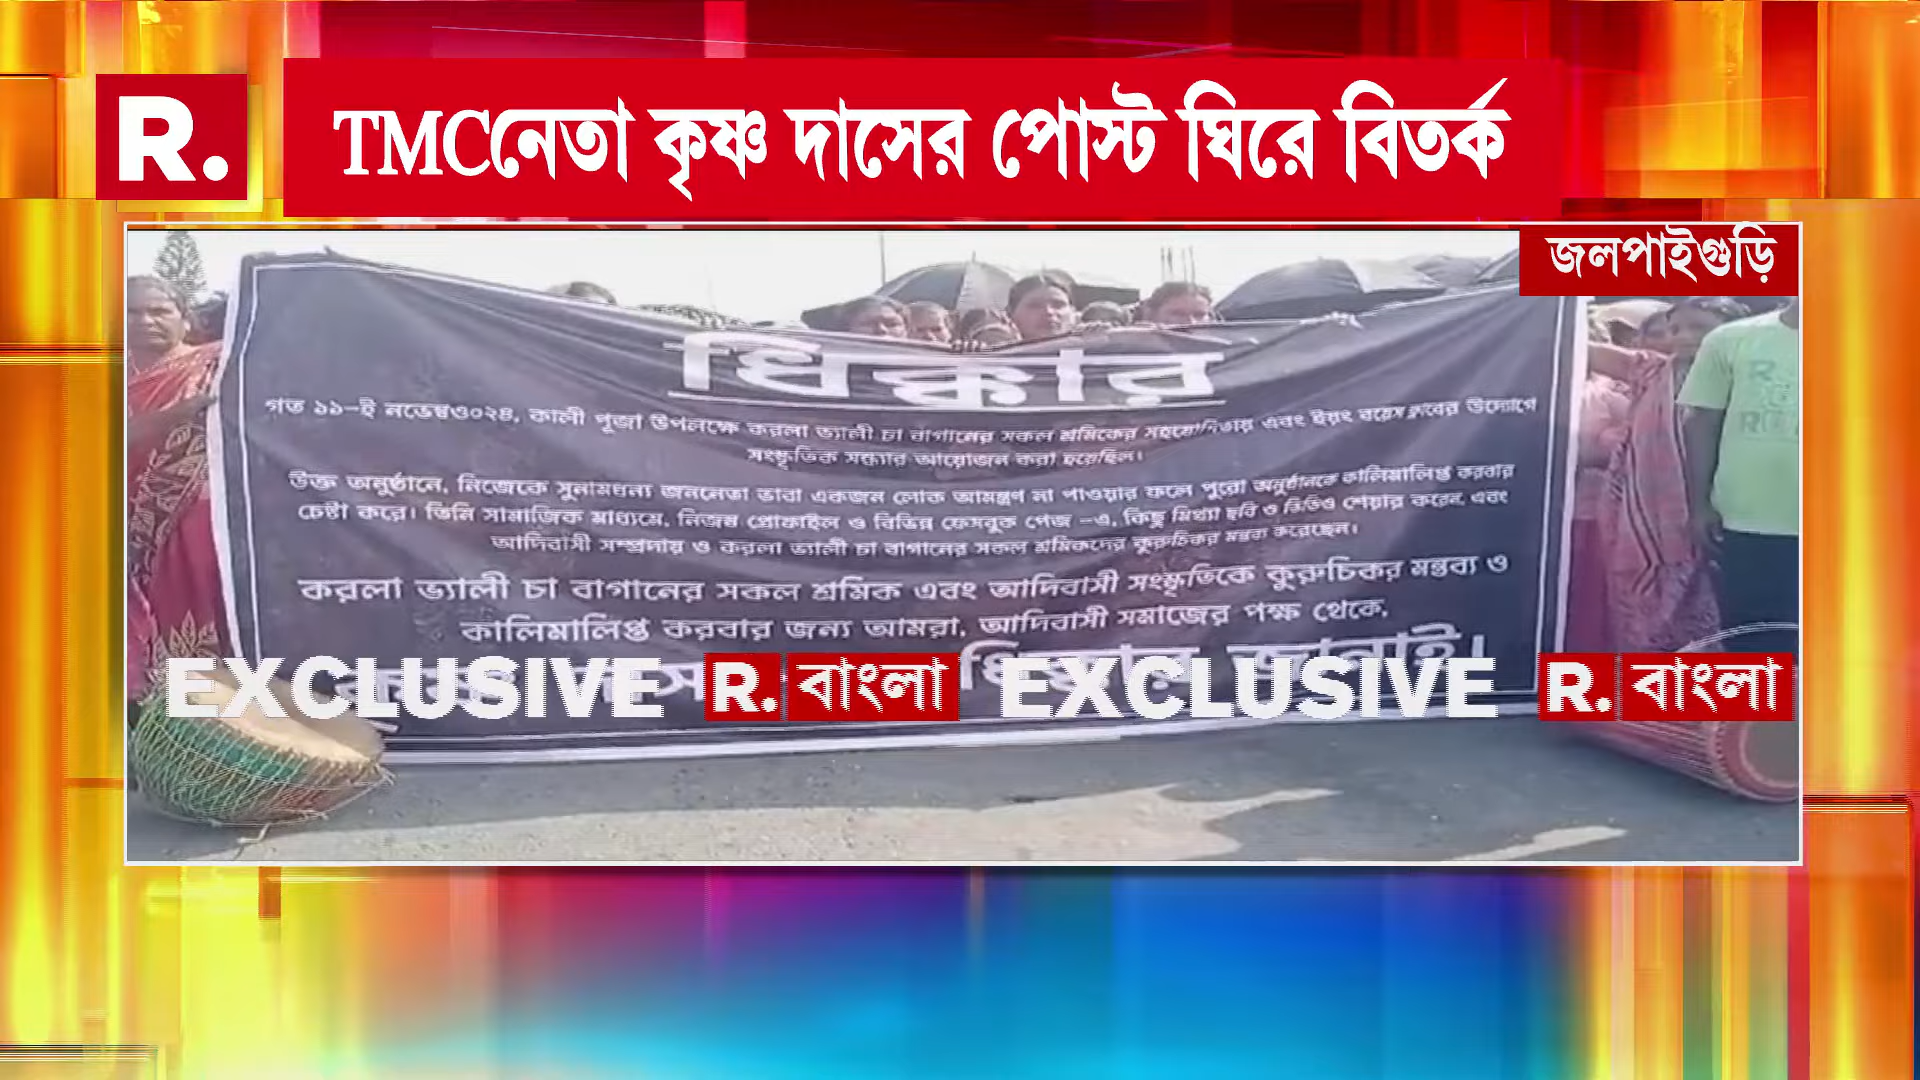 R. TMCনেতা কৃষ্ণ দাসের পোস্ট ঘিরে বিতর্ক
জলপাইগুড়ি
ধিক্কার
গত ১১-ই নভেম্বও০২৪, কালী পূজা উপলক্ষে করলা ভ্যালী চা বাগানের সকল শ্রমিকের সহযোগিতায় এবং ইয়ং বয়েস ক্লাবের উদ্যোগে
সংস্কৃতিক সন্ধ্যার আয়োজন করা হয়েছিল।
উক্ত অনুষ্ঠানে, নিজেকে সুনামধন্য জননেতা ভাবা একজন লোক আমন্ত্রণ না পাওয়ার ফলে পুরো অনুষ্ঠানকে কালিমালিপ্ত করবার
চেষ্টা করে। তিনি সামাজিক মাধ্যমে, নিজস্ব প্রোফাইল ও বিভিন্ন ফেসবুক পেজ -এ, কিছু মিথ্যা ছবি ও ভিডিও শেয়ার করেন, এবং
আদিবাসী সম্প্রদায় ও করলা ভ্যালী চা বাগানের সকল শ্রমিকদের কুরুচিকর মন্তব্য করেছেন।
করলা ভ্যালী চা বাগানের সকল শ্রমিক এবং আদিবাসী সংস্কৃতিকে কুরুচিকর মন্তব্য ও
কালিমালিপ্ত করবার জন্য আমরা, আদিবাসী সমাজের পক্ষ থেকে,
ধিক্কার জানাই।
EXCLUSIVE R. বাংলা EXCLUSIVE R. বাংলা